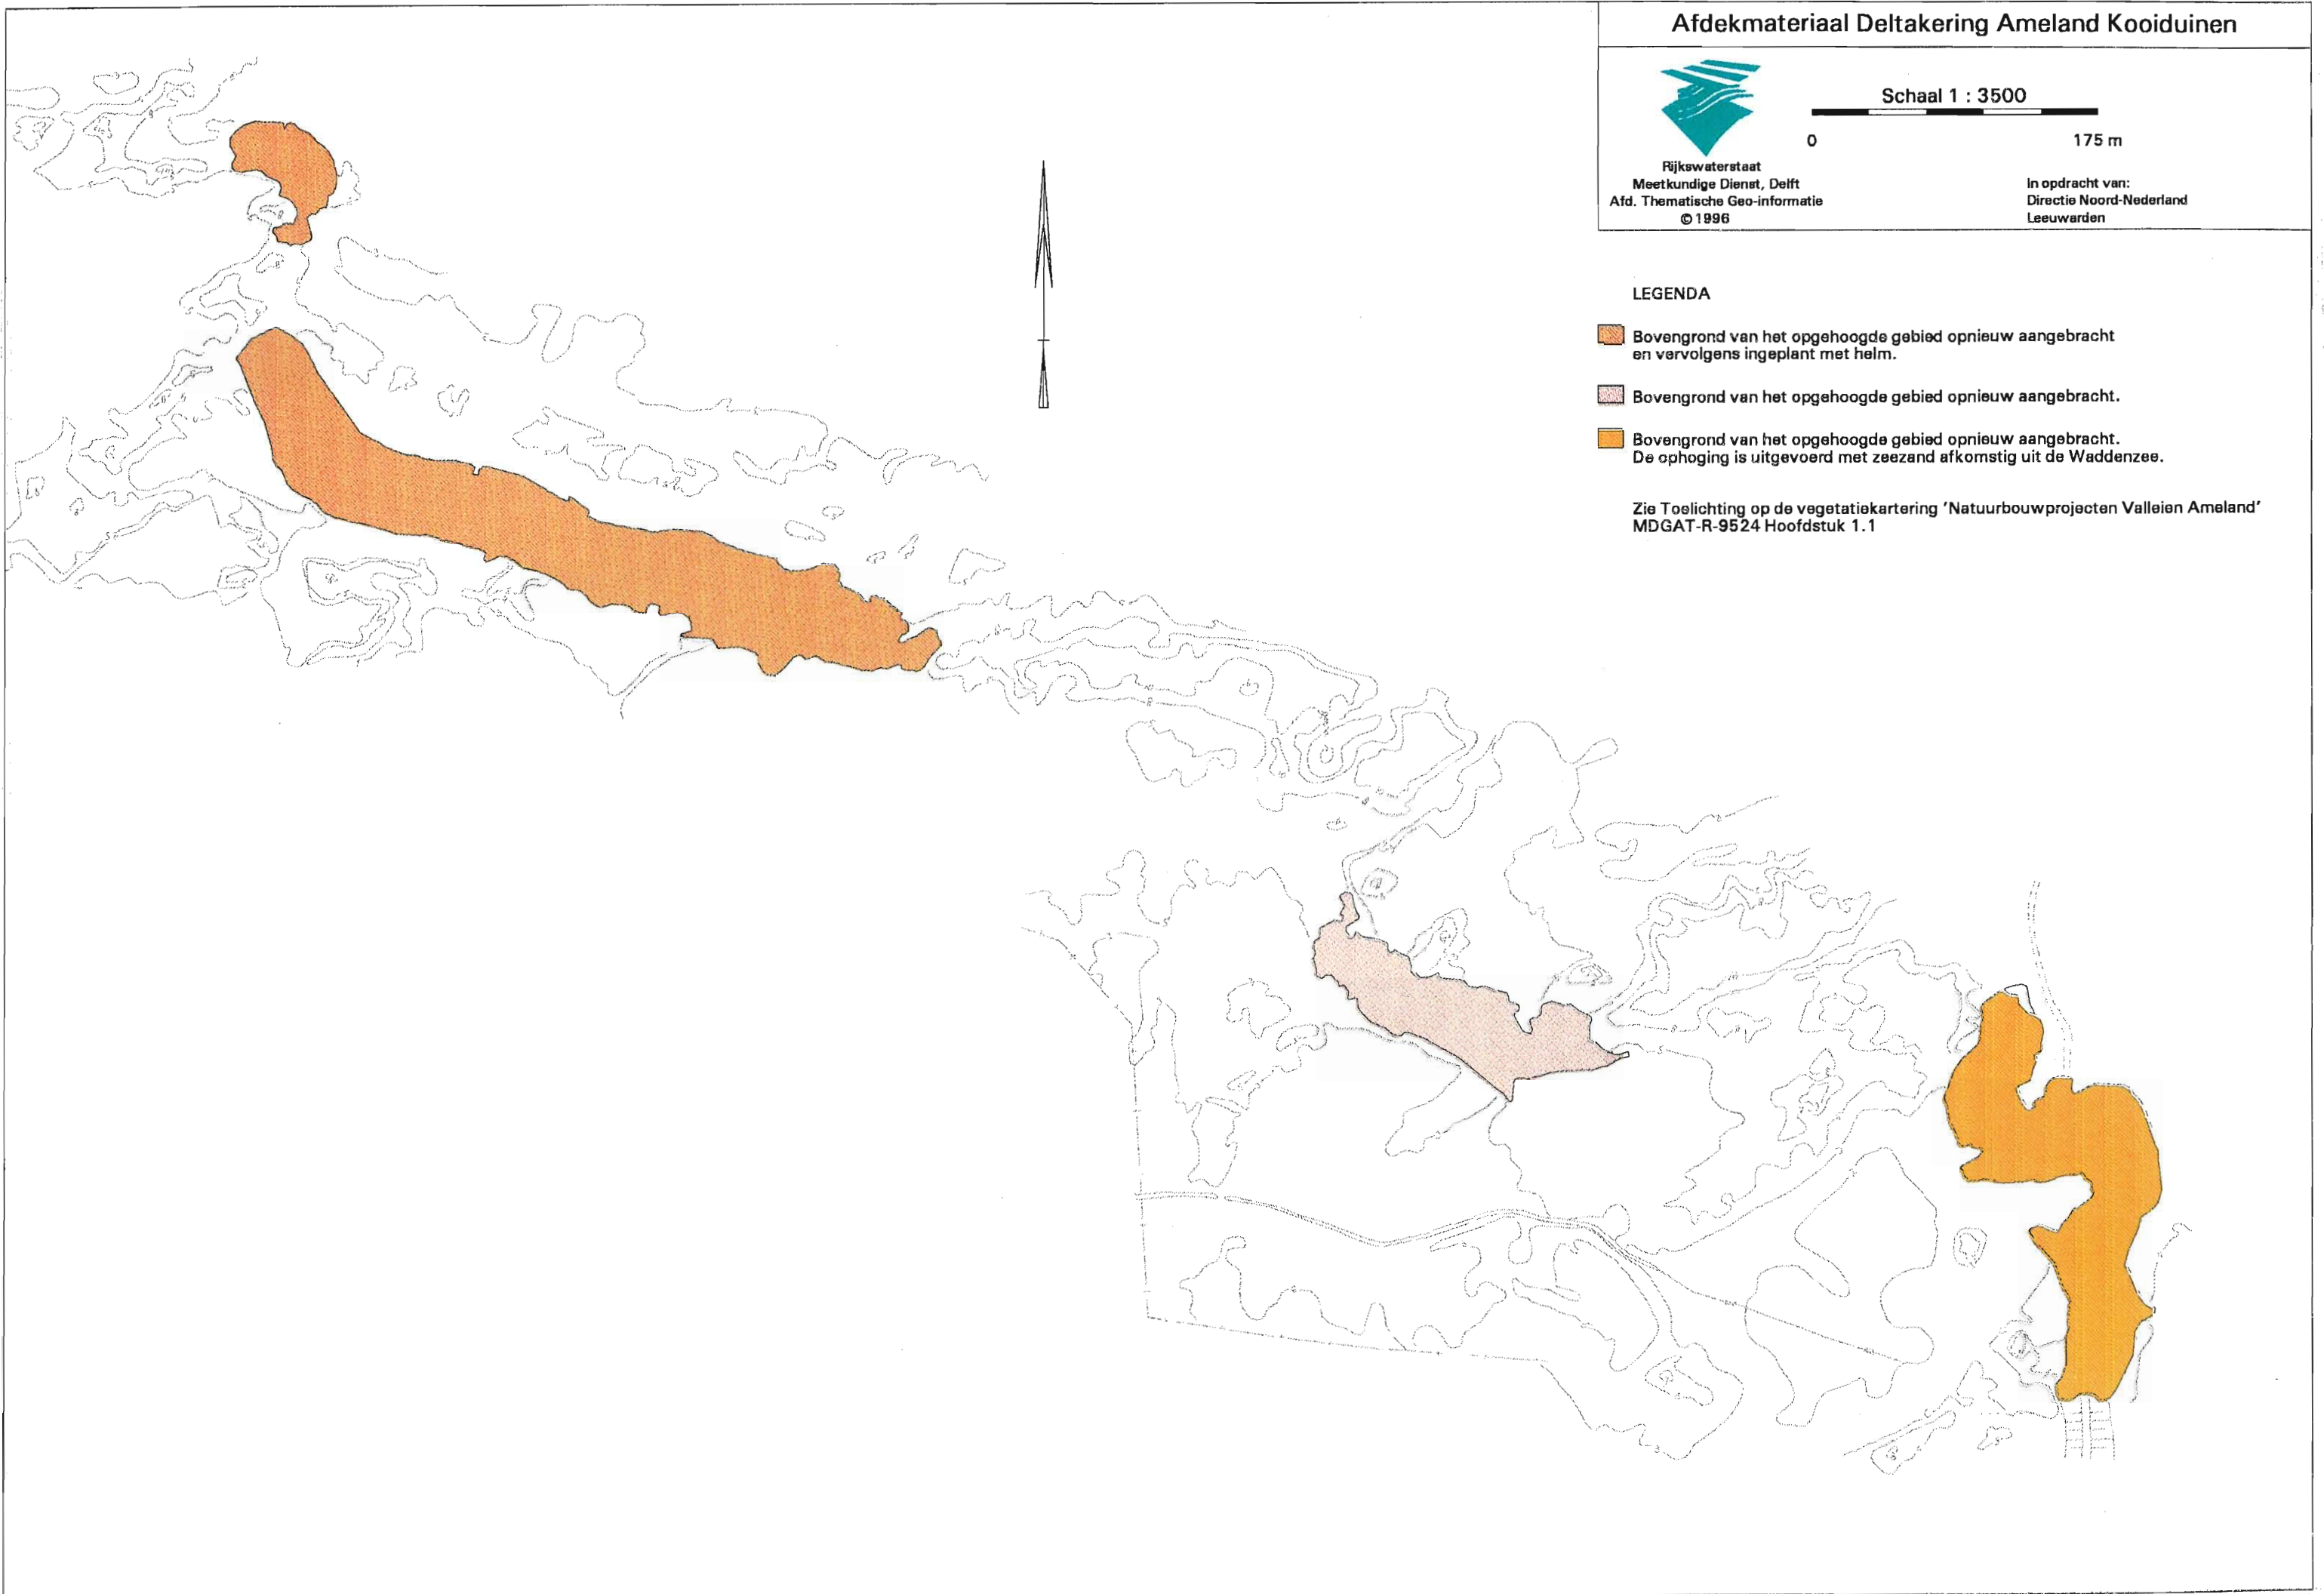 Afdekmateriaal Deltakering Ameland Kooiduinen
Schaal 1 : 3500
0
175 m
Rijkswaterstaat
Meetkundige Dienst, Delft
Afd. Thematische Geo-informatie
© 1996
In opdracht van:
Directie Noord-Nederland
Leeuwarden
LEGENDA
Bovengrond van het opgehoogde gebied opnieuw aangebracht
en vervolgens ingeplant met helm.
Bovengrond van het opgehoogde gebied opnieuw aangebracht.
Bovengrond van het opgehoogde gebied opnieuw aangebracht.
De ophoging is uitgevoerd met zeezand afkomstig uit de Waddenzee.
Zie Toelichting op de vegetatiekartering 'Natuurbouwprojecten Valleien Ameland'
MDGAT-R-9524 Hoofdstuk 1.1